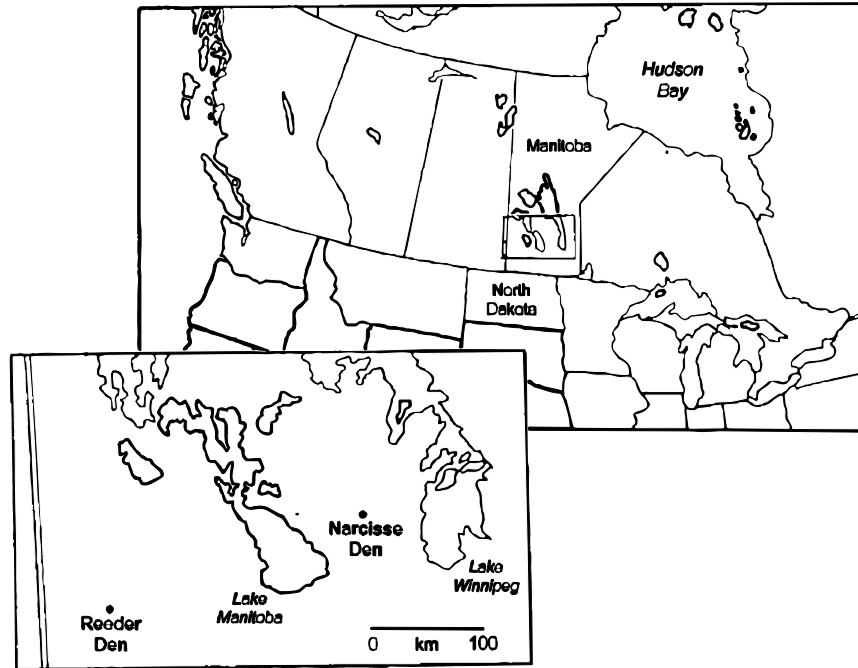 Hudson
Bay
Manitoba
North
Dakota
Narcisse
Den
Lake
Winnipeg
Lake
Manitoba
Reeder
Den
0 km 100